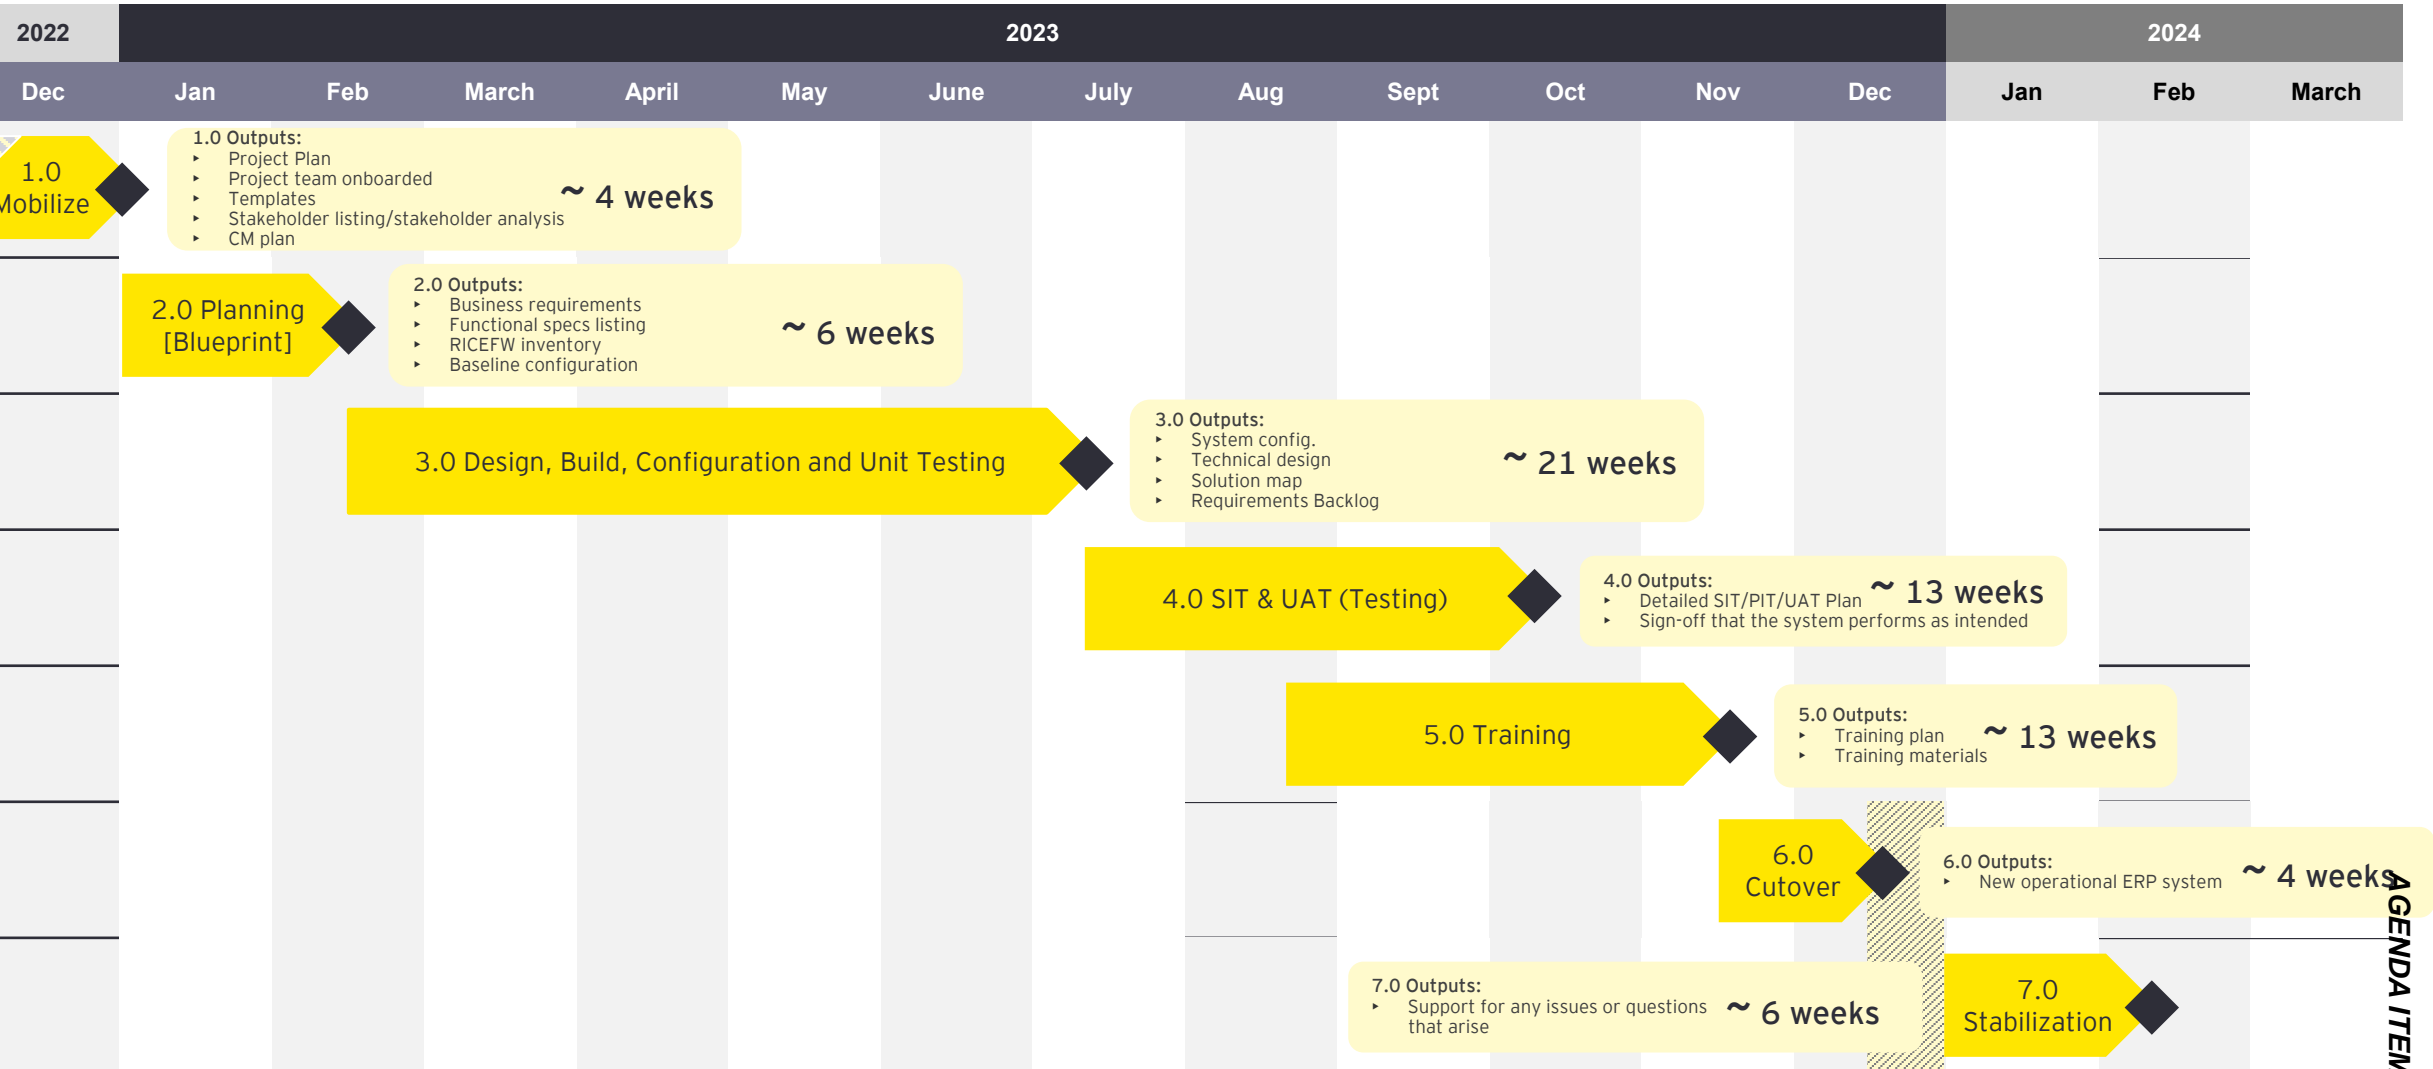 2022
2023
2024
Dec
Jan
Feb
March
April
May
June
July
Aug
Sept
Oct
Nov
Dec
Jan
Feb
March
1.0
Mobilize
1.0 Outputs:
‣ Project Plan
‣ Project team onboarded
‣ Templates
‣ Stakeholder listing/stakeholder analysis
‣ CM plan
~ 4 weeks
2.0 Planning
[Blueprint]
2.0 Outputs:
‣ Business requirements
‣ Functional specs listing
‣ RICEFW inventory
‣ Baseline configuration
~ 6 weeks
3.0 Design, Build, Configuration and Unit Testing
3.0 Outputs:
‣ System config.
‣ Technical design
‣ Solution map
‣ Requirements Backlog
~ 21 weeks
4.0 SIT & UAT (Testing)
4.0 Outputs:
‣ Detailed SIT/PIT/UAT Plan
‣ Sign-off that the system performs as intended
~ 13 weeks
5.0 Training
5.0 Outputs:
‣ Training plan
‣ Training materials
~ 13 weeks
6.0
Cutover
6.0 Outputs:
‣ New operational ERP system
~ 4 weeks
7.0 Outputs:
‣ Support for any issues or questions
that arise
~ 6 weeks
7.0
Stabilization
AGENDA ITEM